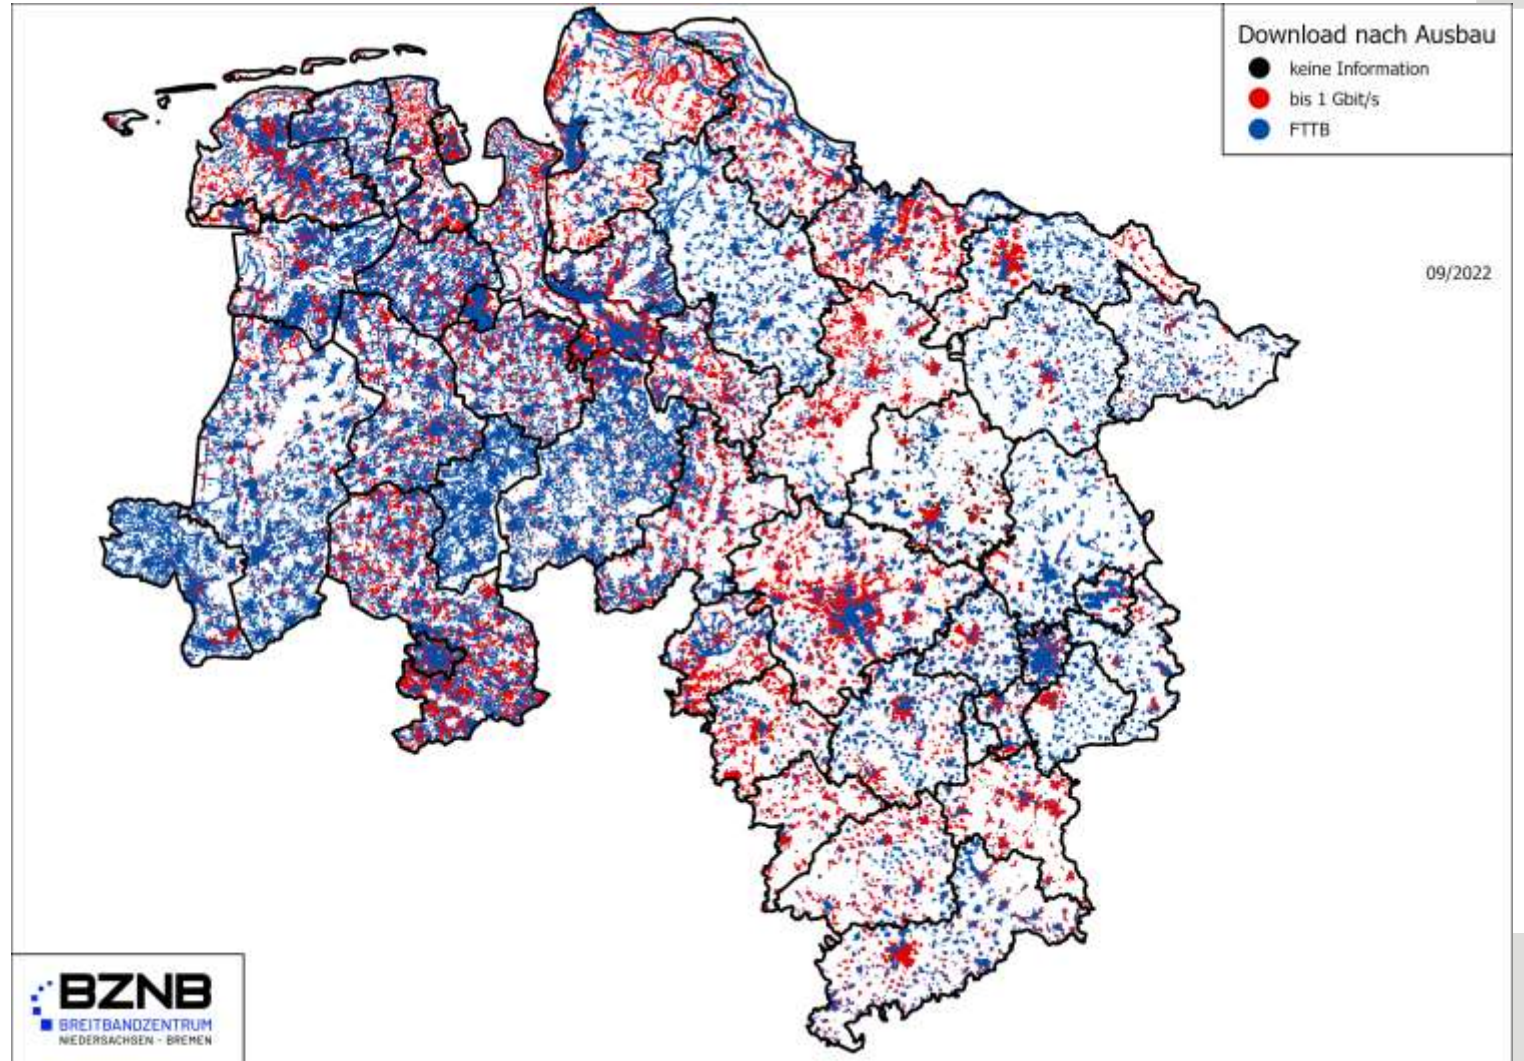 Download nach Ausbau
keine Information
bis 1 Gbit/s
FTTB
09/2022
BZNB
BREITBANDZENTRUM
NIEDERSACHSEN - BREMEN